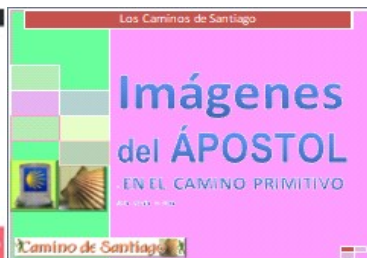 Los Caminos de Santiago
Imágenes
del ÁPOSTOL
EN EL CAMINO PRIMITIVO
Camino de Santiago